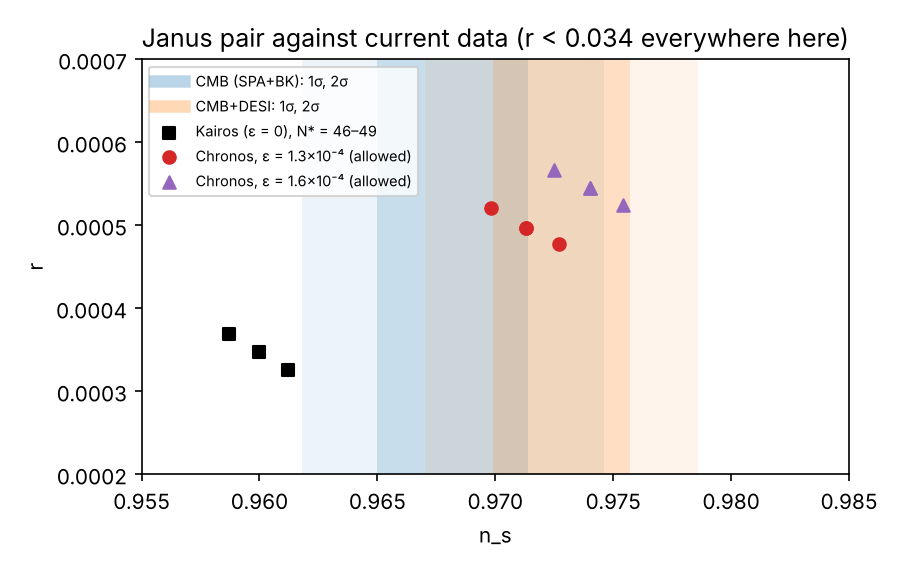 Janus pair against current data (r < 0.034 everywhere here)
0.0007
0.0006
0.0005
0.0004
0.0003
0.0002
r
CMB (SPA+BK): 1σ, 2σ
CMB+DESI: 1σ, 2σ
Kairos (ε = 0), N* = 46–49
Chronos, ε = 1.3×10⁻⁴ (allowed)
Chronos, ε = 1.6×10⁻⁴ (allowed)
0.955 0.960 0.965 0.970 0.975 0.980 0.985
n_s